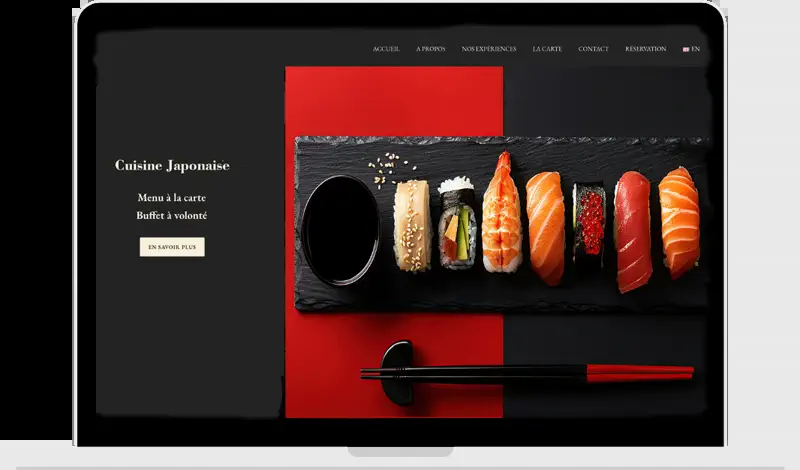 ACCUEIL A PROPOS NOS EXPÉRIENCES LA CARTE CONTACT RÉSERVATION EN
Cuisine Japonaise
Menu à la carte
Buffet à volonté
EN SAVOIR PLUS